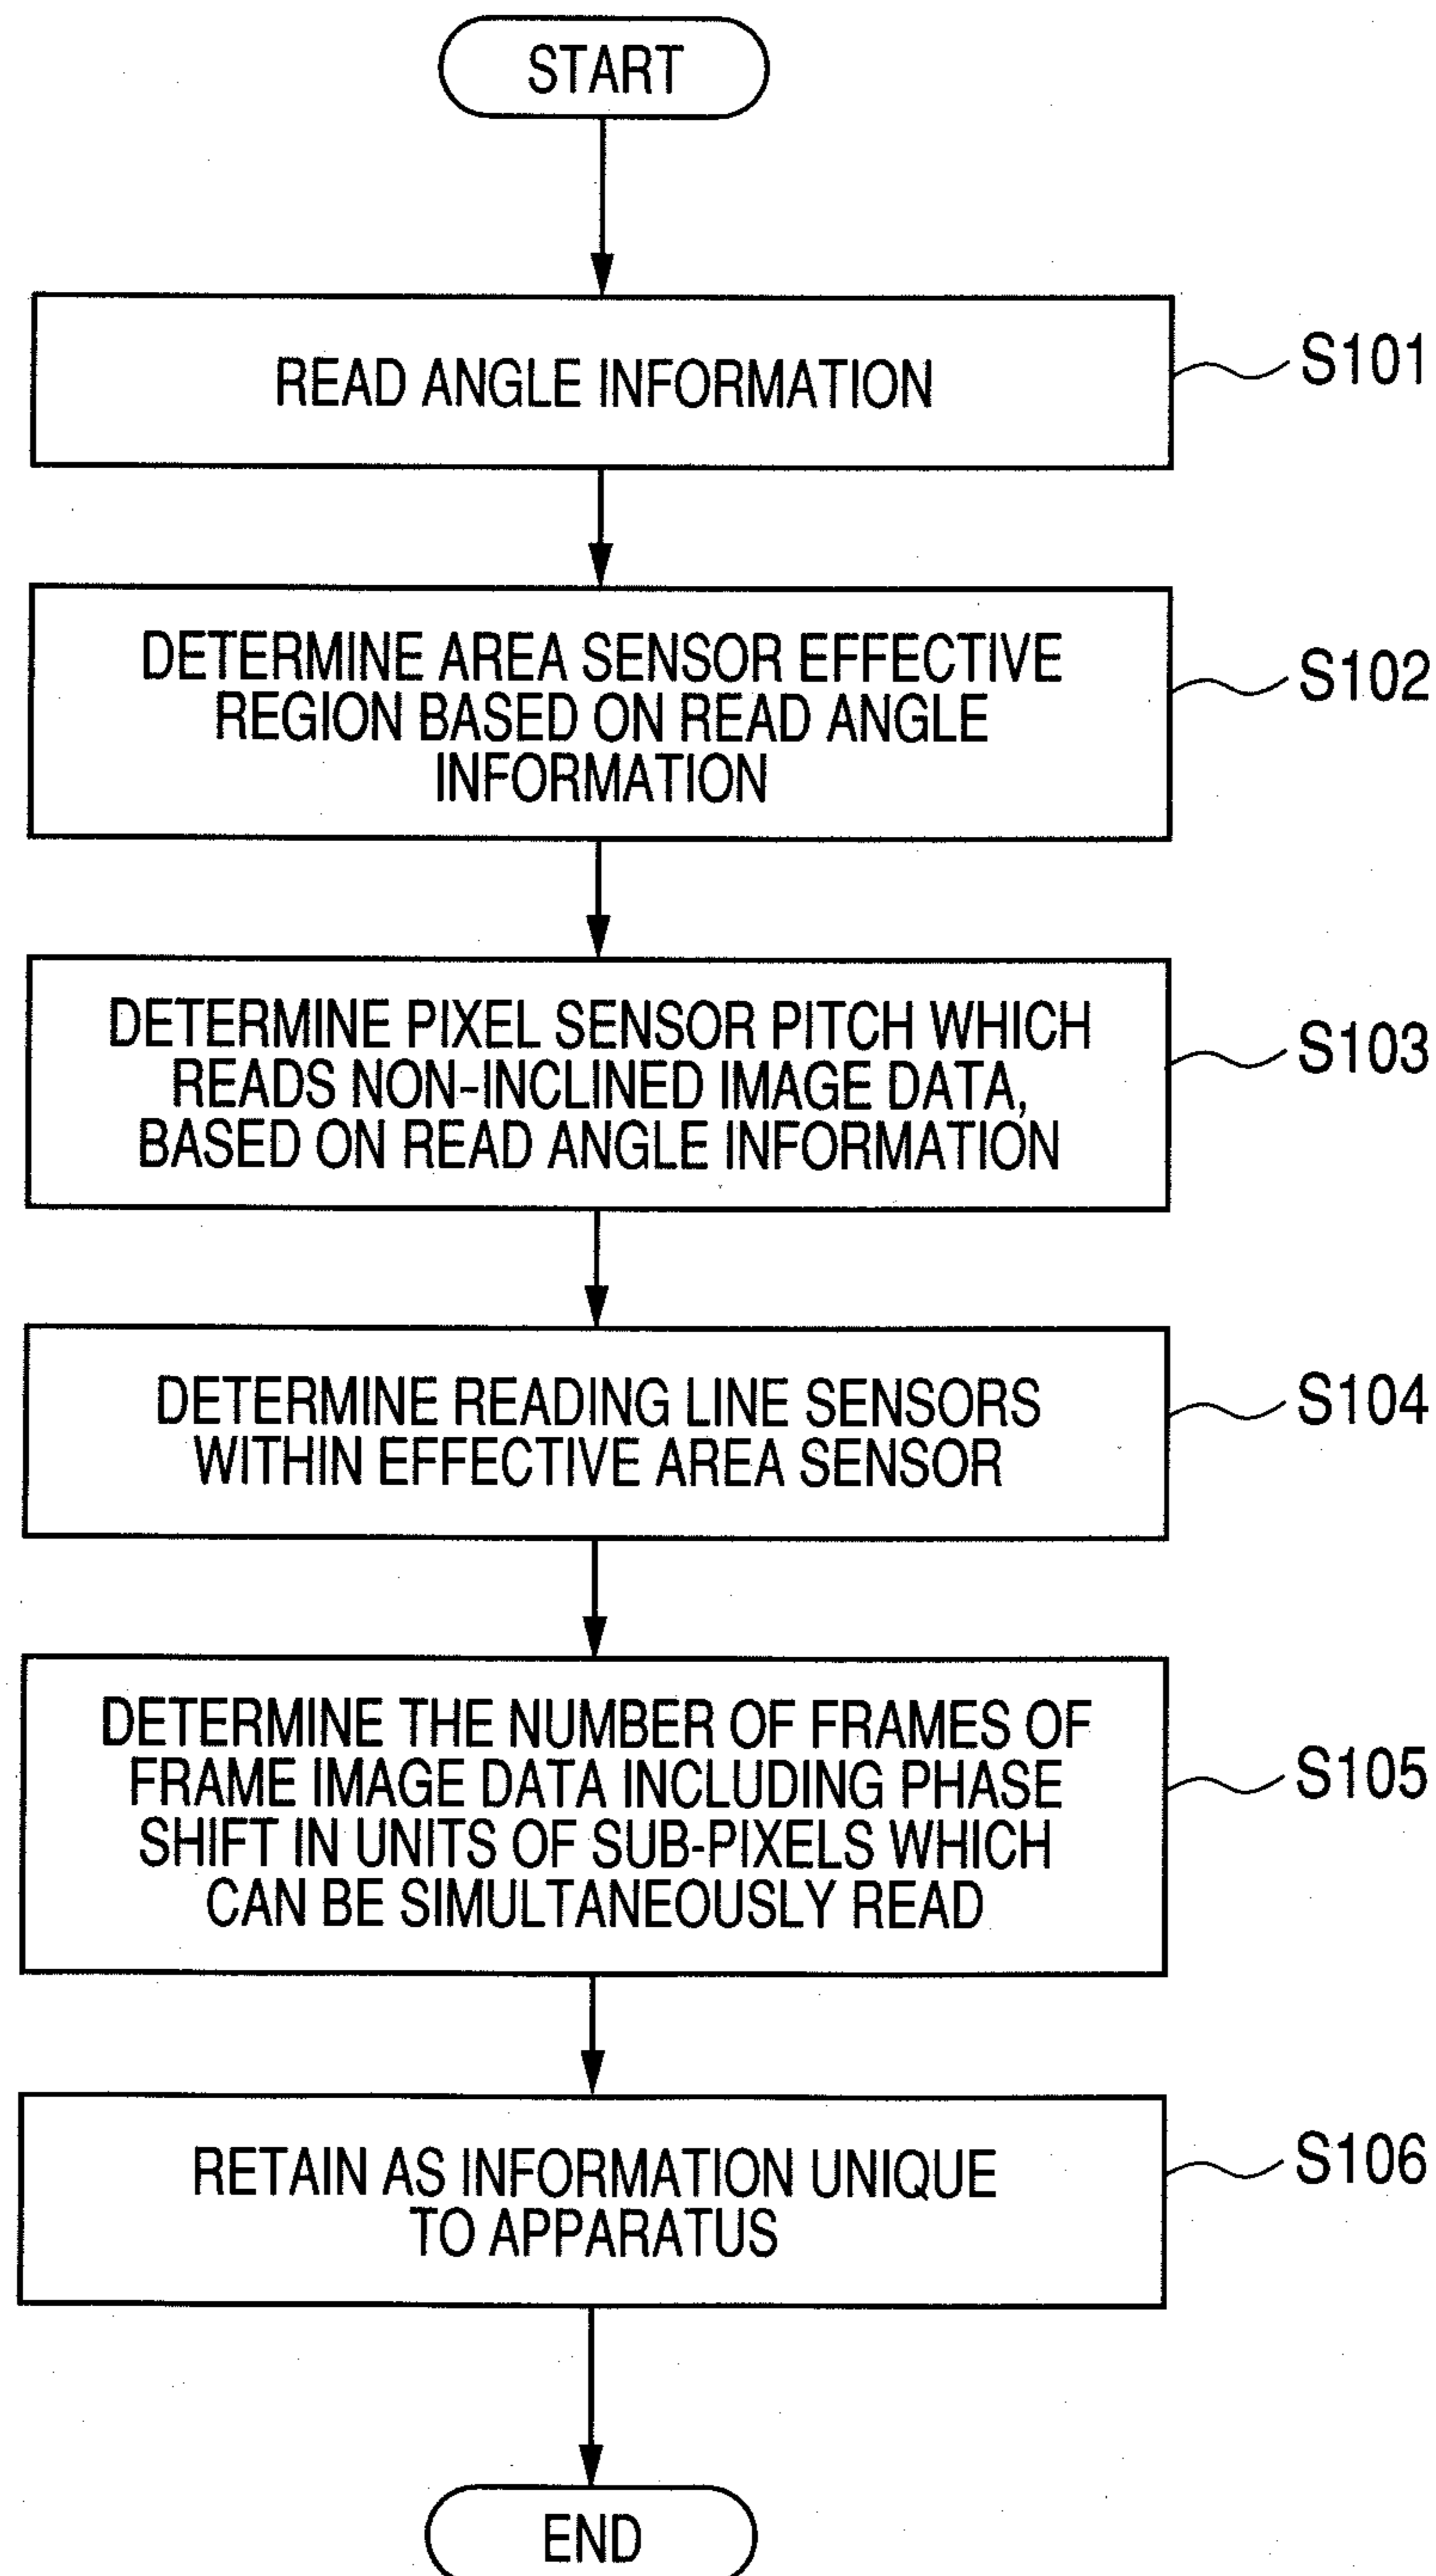 START
READ ANGLE INFORMATION
S101
DETERMINE AREA SENSOR EFFECTIVE
REGION BASED ON READ ANGLE
INFORMATION
S102
DETERMINE PIXEL SENSOR PITCH WHICH
READS NON-INCLINED IMAGE DATA,
BASED ON READ ANGLE INFORMATION
S103
DETERMINE READING LINE SENSORS
WITHIN EFFECTIVE AREA SENSOR
S104
DETERMINE THE NUMBER OF FRAMES OF
FRAME IMAGE DATA INCLUDING PHASE
SHIFT IN UNITS OF SUB-PIXELS WHICH
CAN BE SIMULTANEOUSLY READ
S105
RETAIN AS INFORMATION UNIQUE
TO APPARATUS
S106
END